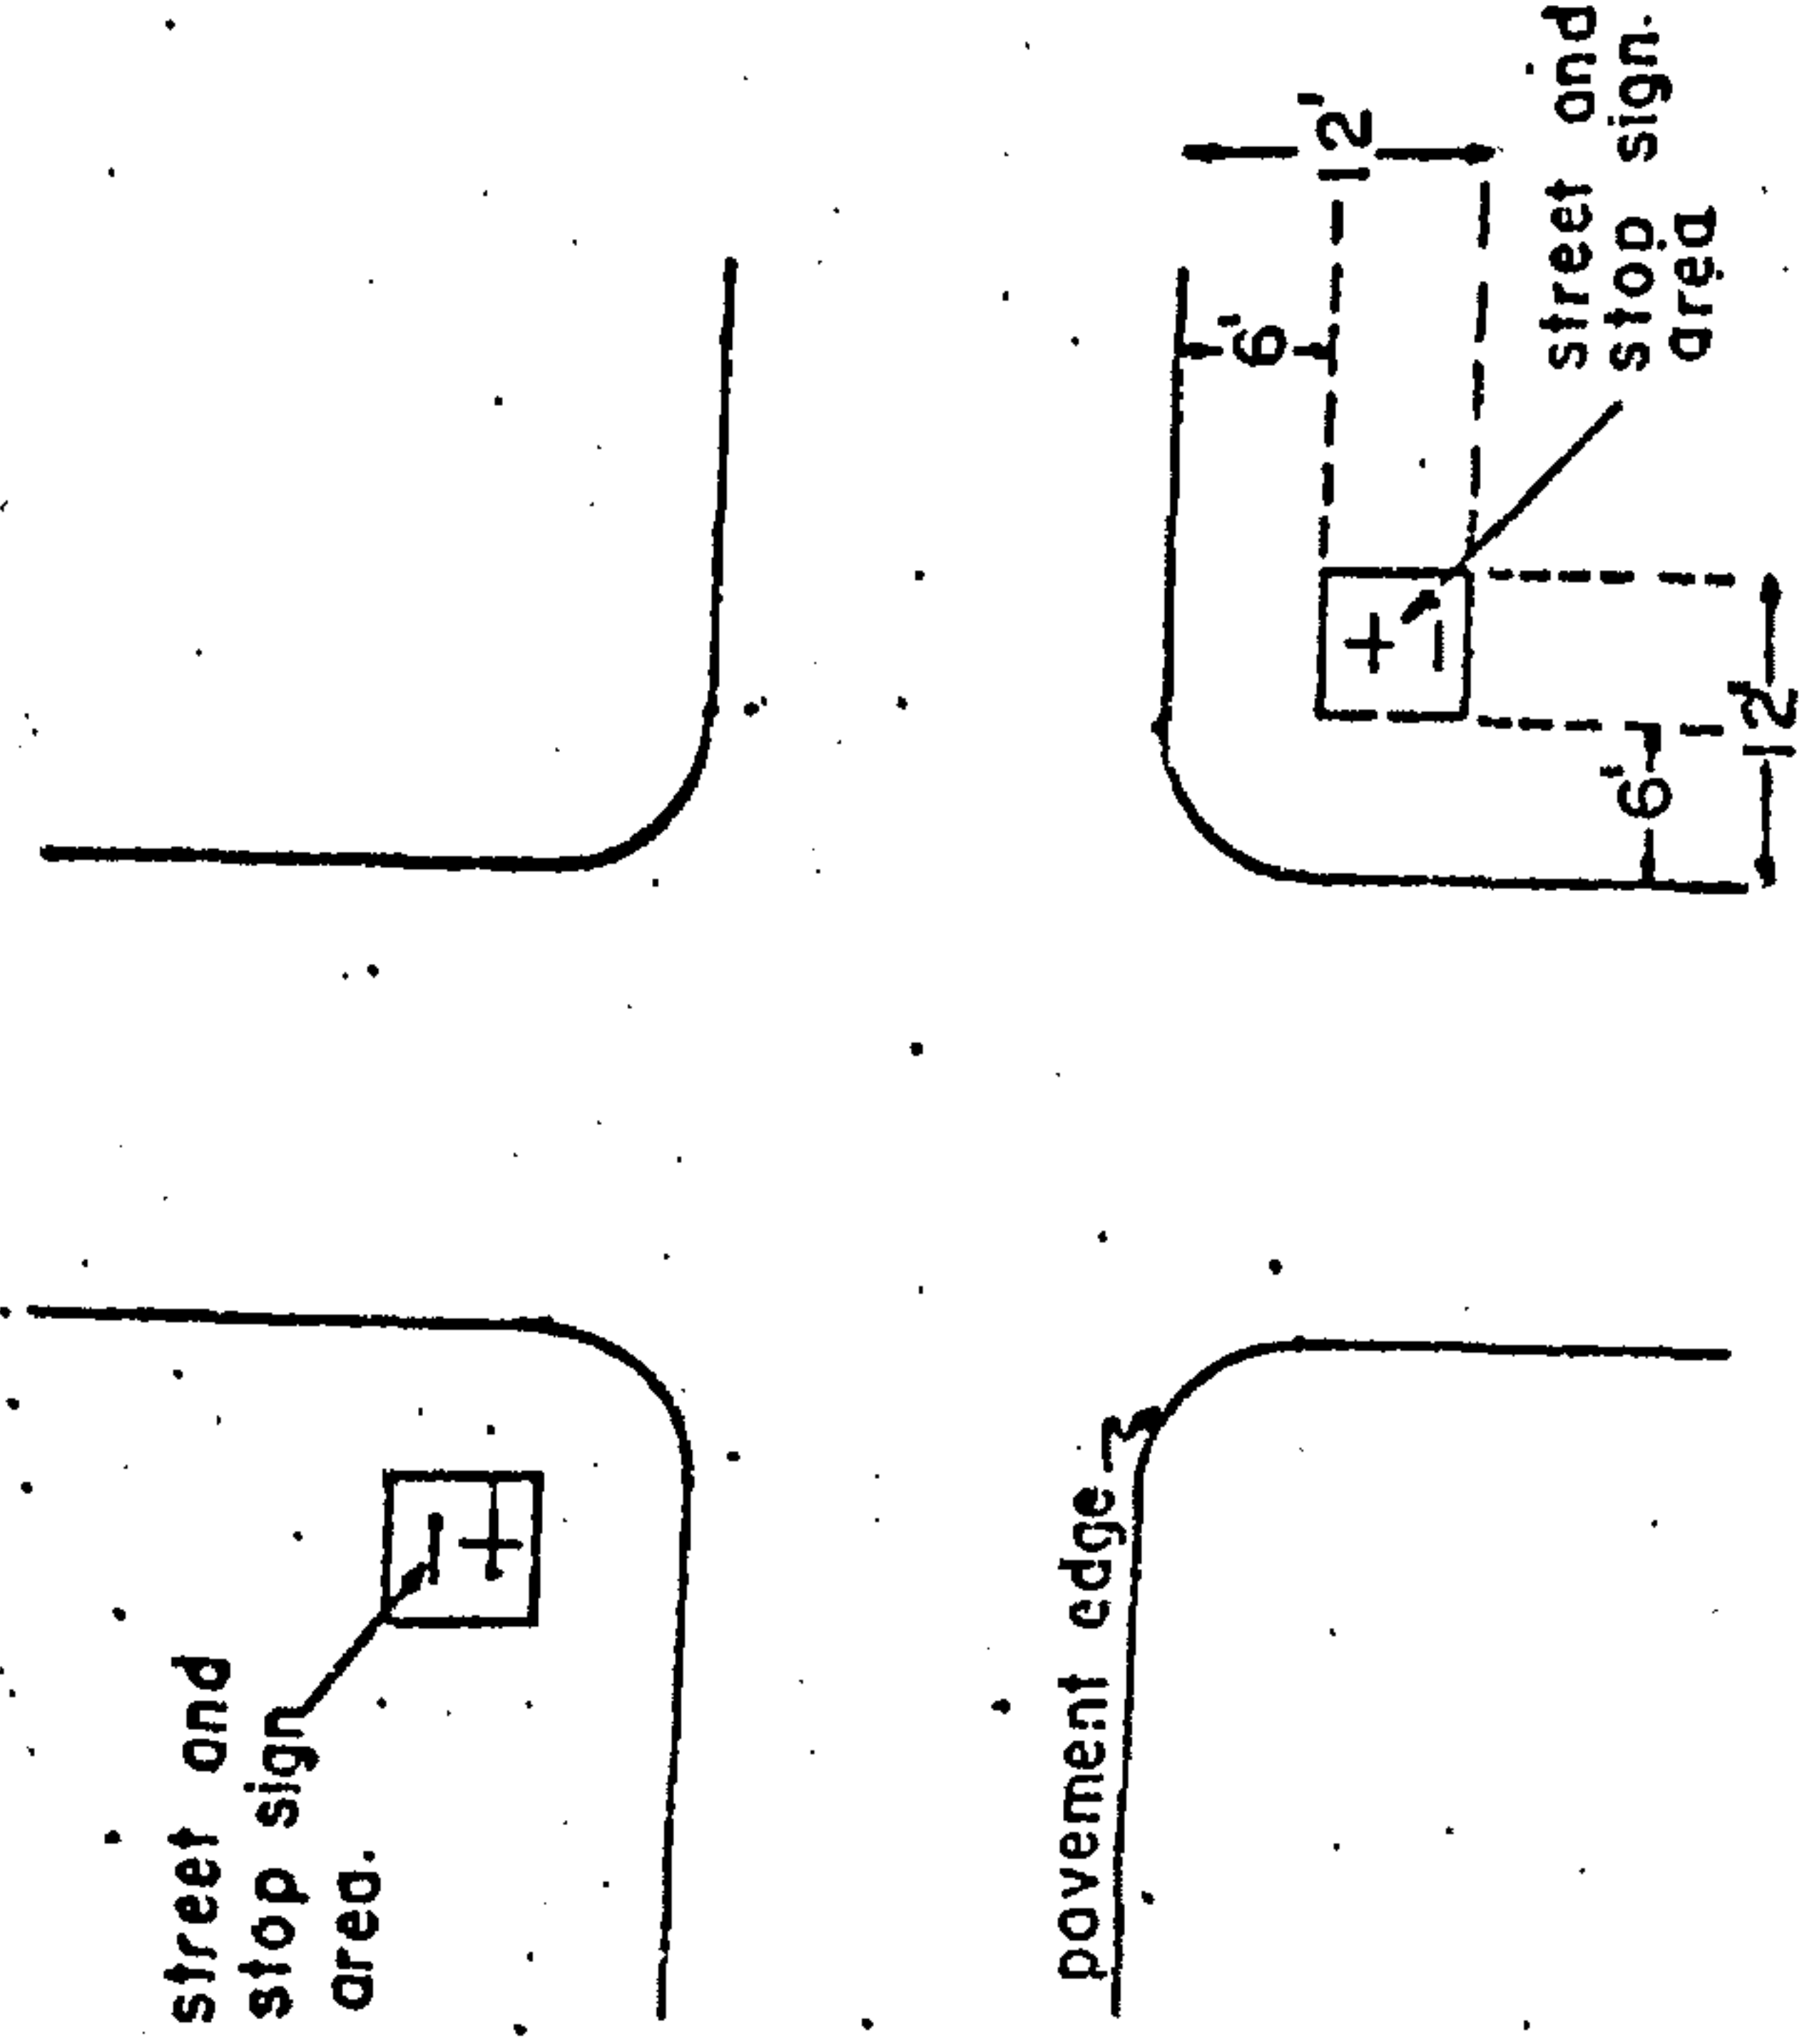 street and
stop sign
area.
pavement edge
6'
12'
6'
12'
street and
stop sign.
area